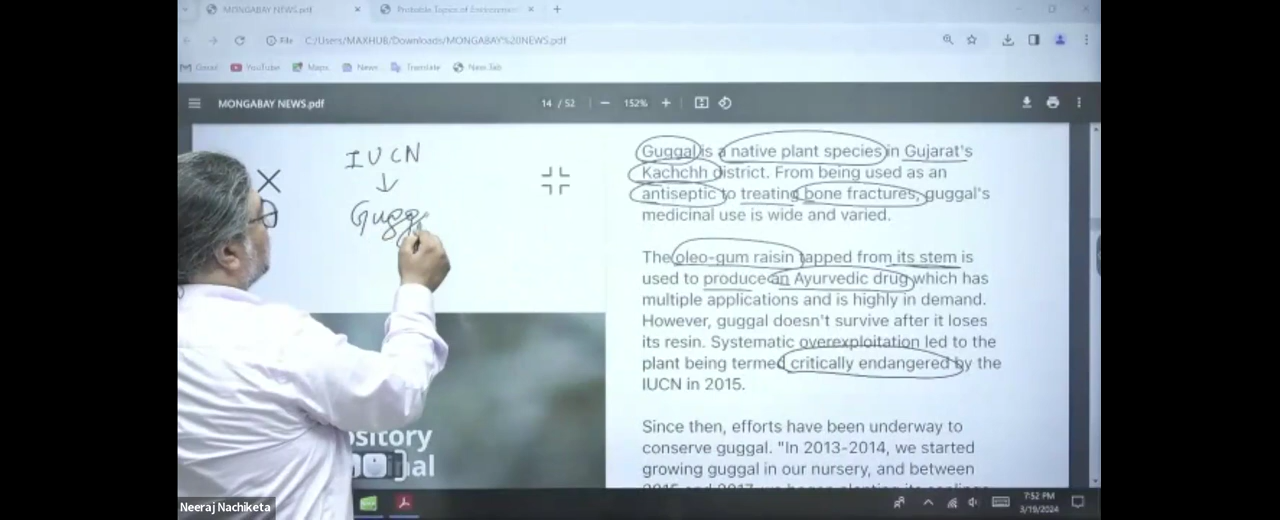 MONGABAY NEWS.pdf
Probable Topics of Environment
File
C:/Users/MAXHUB/Downloads/MONGABAY%20NEWS.pdf
Gmail
YouTube
Maps
News
Translate
New Tab
MONGABAY NEWS.pdf
14 / 52
152%
IUCN
Gugg
Guggal is a native plant species in Gujarat's
Kachchh district. From being used as an
antiseptic to treating bone fractures, guggal's
medicinal use is wide and varied.
The oleo-gum raisin tapped from its stem is
used to produce an Ayurvedic drug which has
multiple applications and is highly in demand.
However, guggal doesn't survive after it loses
its resin. Systematic overexploitation led to the
plant being termed critically endangered by the
IUCN in 2015.
Since then, efforts have been underway to
conserve guggal. "In 2013-2014, we started
growing guggal in our nursery, and between
Neeraj Nachiketa
7:52 PM
3/19/2024